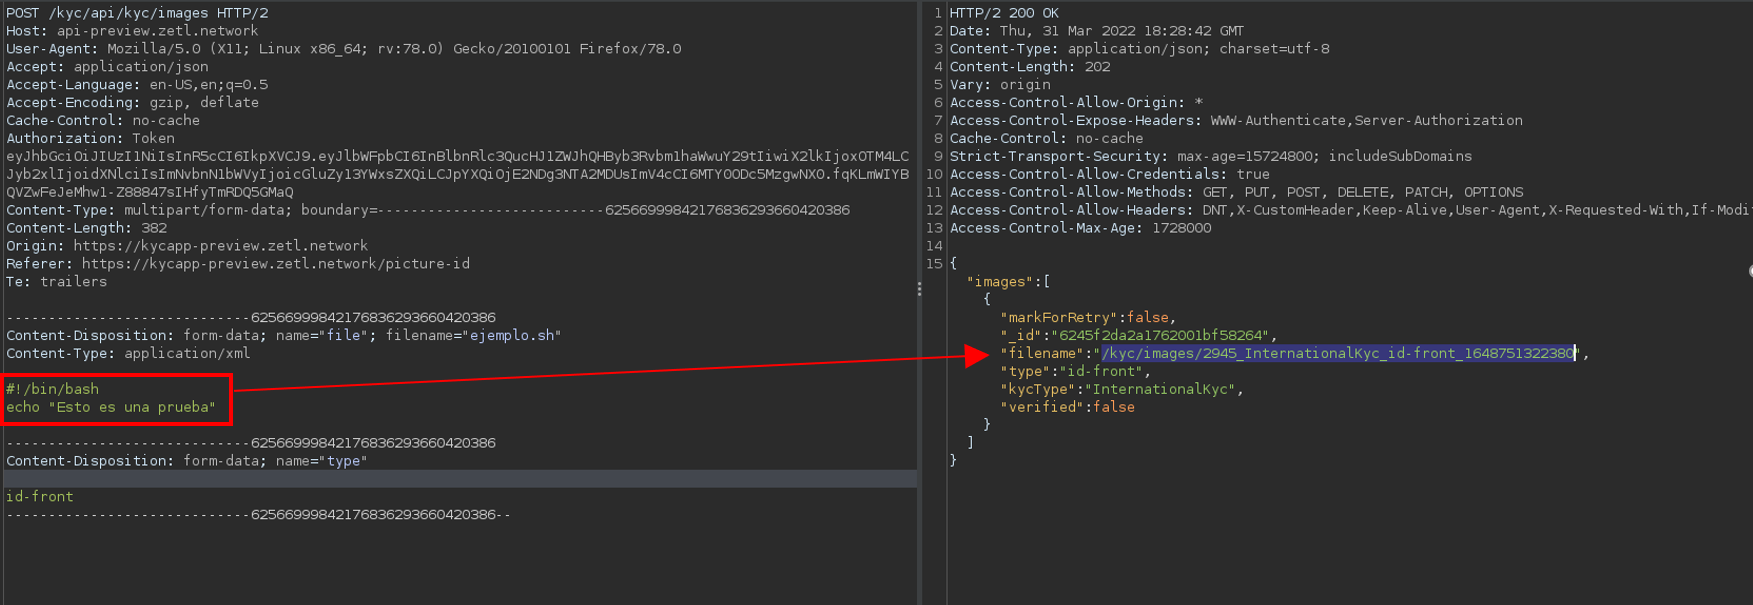 POST /kyc/api/kyc/images HTTP/2
Host: api-preview.zetl.network
User-Agent: Mozilla/5.0 (X11; Linux x86_64; rv:78.0) Gecko/20100101 Firefox/78.0
Accept: application/json
Accept-Language: en-US,en;q=0.5
Accept-Encoding: gzip, deflate
Cache-Control: no-cache
Authorization: Token
Content-Type: multipart/form-data; boundary=---------------------------625669998421768362936604​20386
Content-Length: 382
Origin: https://kycapp-preview.zetl.network
Referer: https://kycapp-preview.zetl.network/picture-id
Te: trailers
-----------------------------62566999842176836293660420386
Content-Disposition: form-data; name="file"; filename="ejemplo.sh"
Content-Type: application/xml
#!/bin/bash
echo "Esto es una prueba"
-----------------------------62566999842176836293660420386
Content-Disposition: form-data; name="type"
id-front
-----------------------------62566999842176836293660420386--
1 HTTP/2 200 OK
2 Date: Thu, 31 Mar 2022 18:28:42 GMT
3 Content-Type: application/json; charset=utf-8
4 Content-Length: 202
5 Vary: origin
6 Access-Control-Allow-Origin: *
7 Access-Control-Expose-Headers: WWW-Authenticate,Server-Authorization
8 Cache-Control: no-cache
9 Strict-Transport-Security: max-age=15724800; includeSubDomains
10 Access-Control-Allow-Credentials: true
11 Access-Control-Allow-Methods: GET, PUT, POST, DELETE, PATCH, OPTIONS
12 Access-Control-Allow-Headers: DNT,X-CustomHeader,Keep-Alive,User-Agent,X-Requested-With,If-Modi
13 Access-Control-Max-Age: 1728000
14
15 {
"images":[
{
"markForRetry":false,
"_id":"6245f2da2a1762001bf58264",
"filename":"/kyc/images/2945_InternationalKyc_id-front_1648751322380",
"type":"id-front",
"kycType":"InternationalKyc",
"verified":false
}
]
}